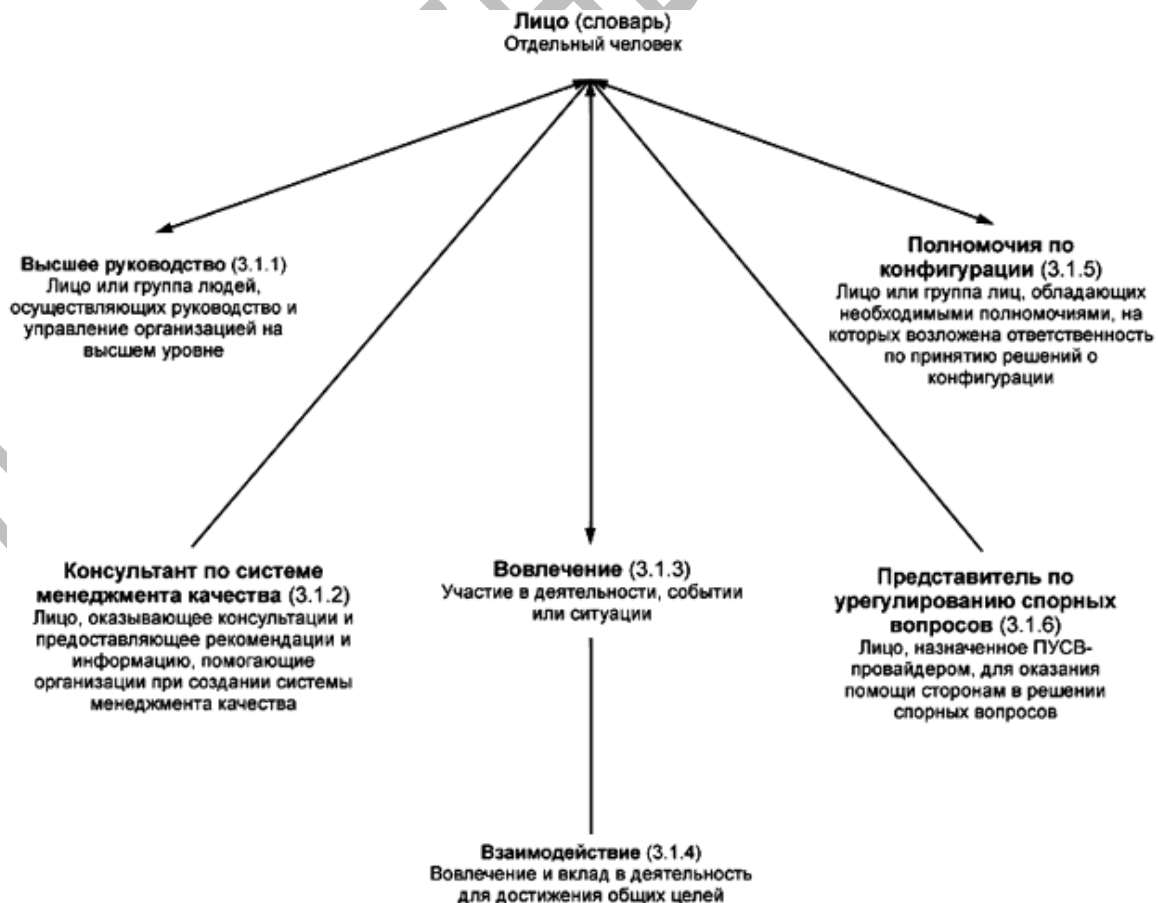 Лицо (словарь)
Отдельный человек
Высшее руководство (3.1.1)
Лицо или группа людей,
осуществляющих руководство и
управление организацией на
высшем уровне
Полномочия по
конфигурации (3.1.5)
Лицо или группа лиц, обладающих
необходимыми полномочиями, на
которых возложена ответственность
по принятию решений о
конфигурации
Консультант по системе
менеджмента качества (3.1.2)
Лицо, оказывающее консультации и
предоставляющее рекомендации и
информацию, помогающие
организации при создании системы
менеджмента качества
Вовлечение (3.1.3)
Участие в деятельности, событии
или ситуации
Представитель по
урегулированию спорных
вопросов (3.1.6)
Лицо, назначенное ПУСВ-
провайдером, для оказания
помощи сторонам в решении
спорных вопросов
Взаимодействие (3.1.4)
Вовлечение и вклад в деятельность
для достижения общих целей